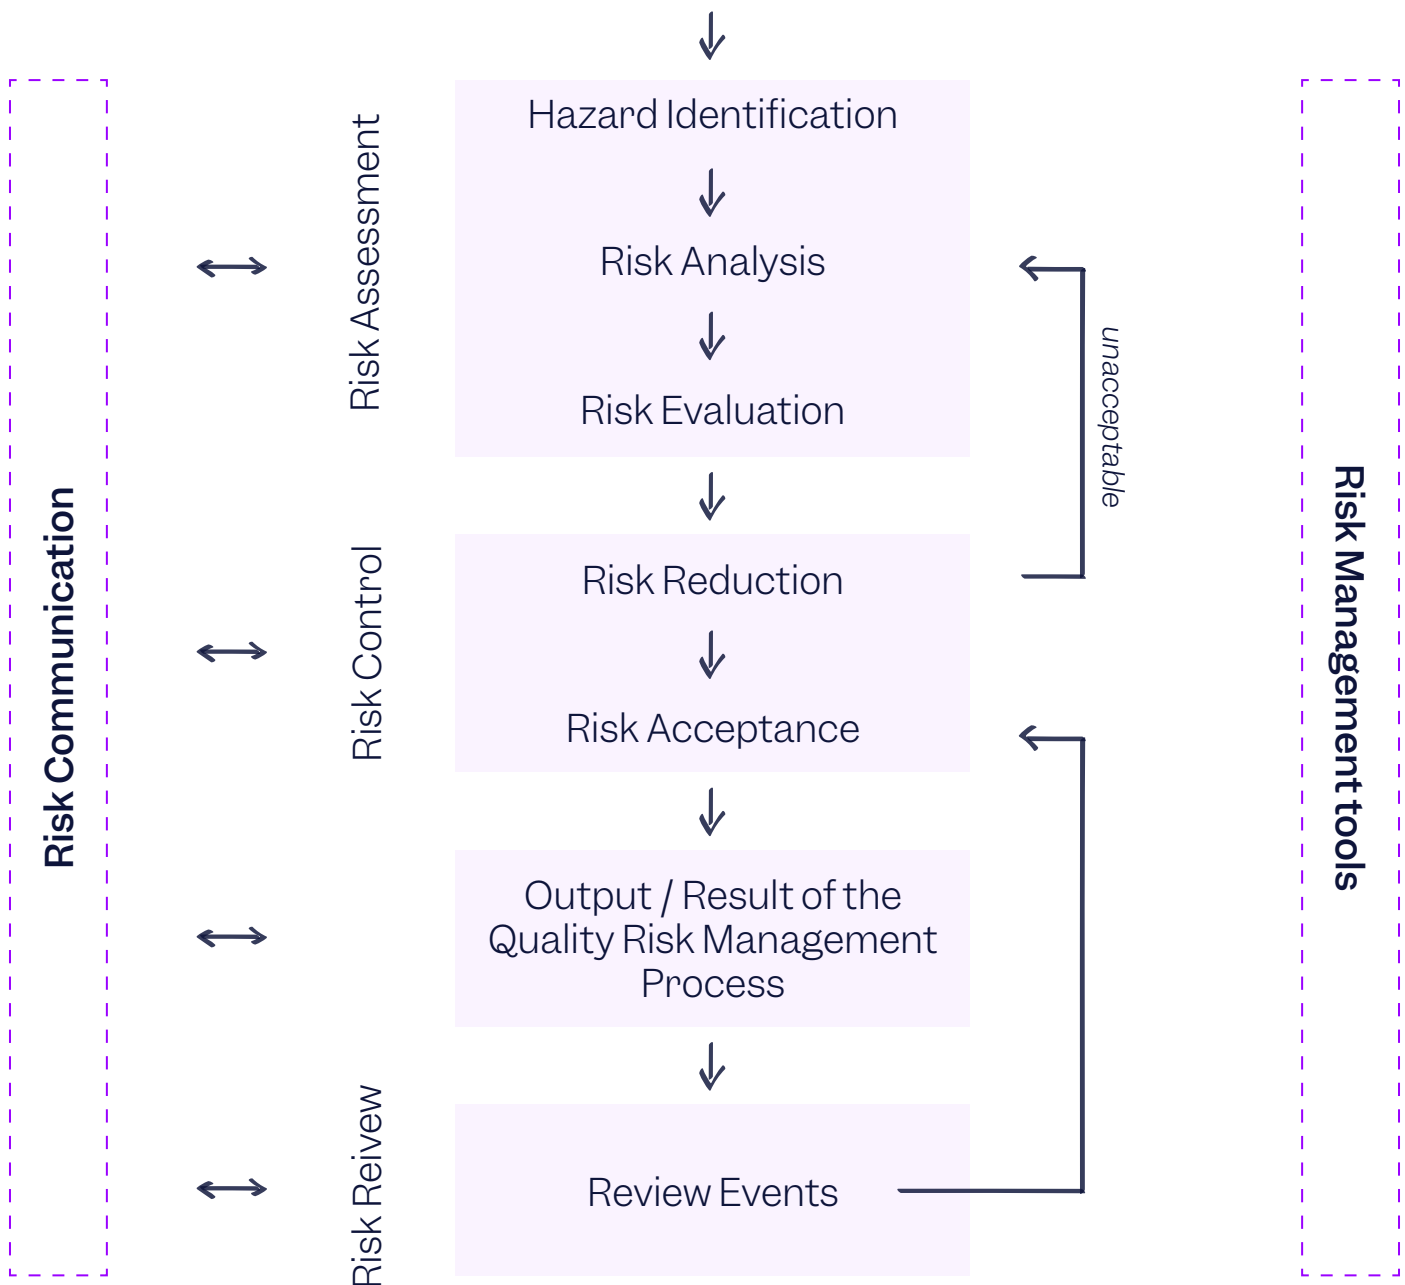 Risk Communication
Risk Assessment
Hazard Identification
Risk Analysis
Risk Evaluation
unacceptable
Risk Control
Risk Reduction
Risk Acceptance
Output / Result of the
Quality Risk Management
Process
Risk Reivew
Review Events
Risk Management tools